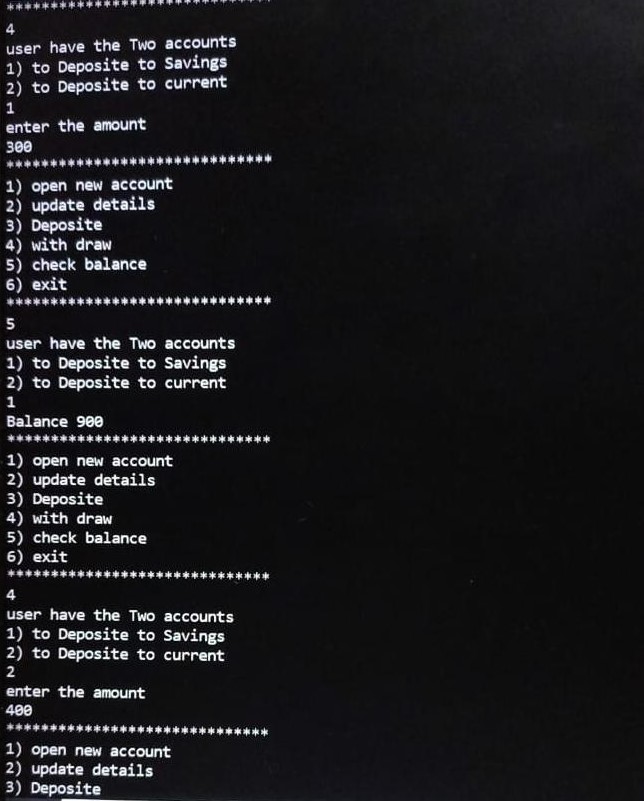 ******************************
4
user have the Two accounts
1) to Deposite to Savings
2) to Deposite to current
1
enter the amount
300
******************************
1) open new account
2) update details
3) Deposite
4) with draw
5) check balance
6) exit
******************************
5
user have the Two accounts
1) to Deposite to Savings
2) to Deposite to current
1
Balance 900
******************************
1) open new account
2) update details
3) Deposite
4) with draw
5) check balance
6) exit
******************************
4
user have the Two accounts
1) to Deposite to Savings
2) to Deposite to current
2
enter the amount
400
******************************
1) open new account
2) update details
3) Deposite